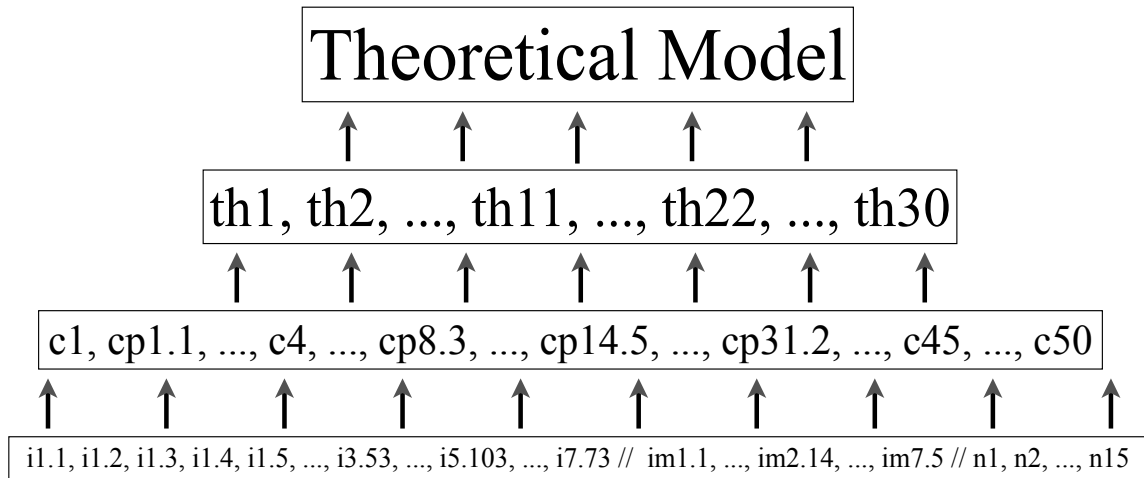 Theoretical Model
th1, th2, ..., th11, ..., th22, ..., th30
c1, cp1.1, ..., c4, ..., cp8.3, ..., cp14.5, ..., cp31.2, ..., c45, ..., c50
i1.1, i1.2, i1.3, i1.4, i1.5, ..., i3.53, ..., i5.103, ..., i7.73 // im1.1, ..., im2.14, ..., im7.5 // n1, n2, ..., n15